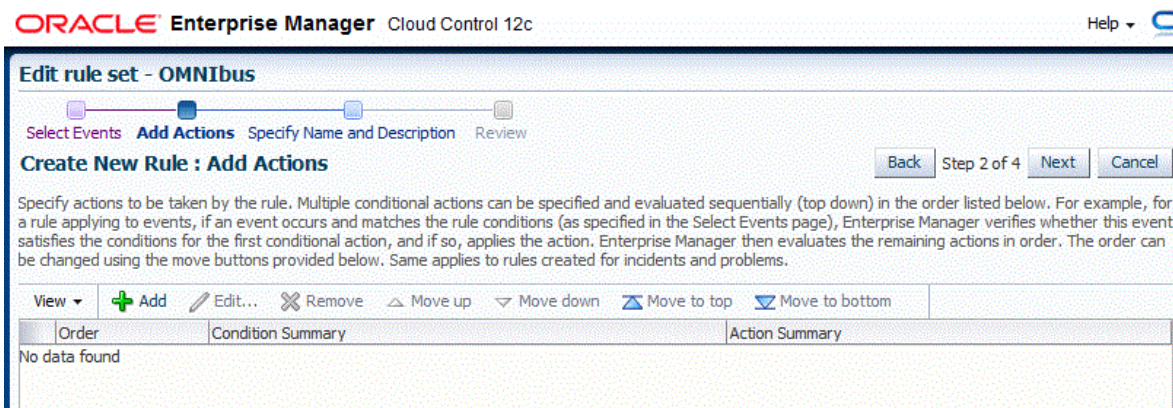 ORACLE Enterprise Manager Cloud Control 12c Help
Edit rule set - OMNIbus
Select Events Add Actions Specify Name and Description Review
Create New Rule : Add Actions Back Step 2 of 4 Next Cancel
Specify actions to be taken by the rule. Multiple conditional actions can be specified and evaluated sequentially (top down) in the order listed below. For example, for
a rule applying to events, if an event occurs and matches the rule conditions (as specified in the Select Events page), Enterprise Manager verifies whether this event
satisfies the conditions for the first conditional action, and if so, applies the action. Enterprise Manager then evaluates the remaining actions in order. The order can
be changed using the move buttons provided below. Same applies to rules created for incidents and problems.
View Add Edit... Remove Move up Move down Move to top Move to bottom
Order Condition Summary Action Summary
No data found